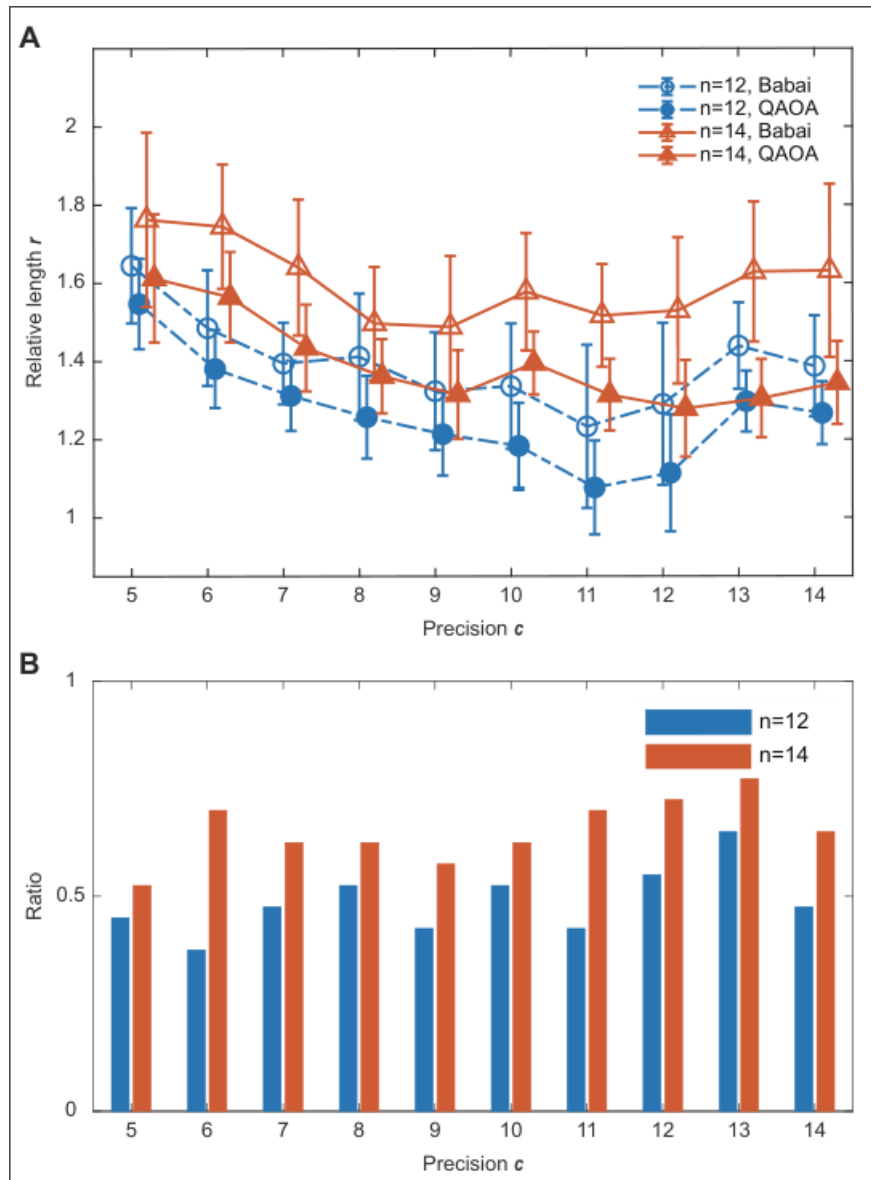 A
n=12, Babai
n=12, QAOA
n=14, Babai
n=14, QAOA
2
1.8
1.6
1.4
1.2
1
Relative length r
5 6 7 8 9 10 11 12 13 14
Precision c
B
1
0.5
0
Ratio
n=12
n=14
5 6 7 8 9 10 11 12 13 14
Precision c